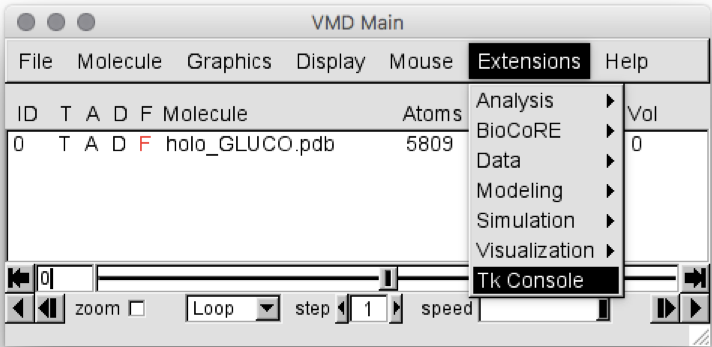 VMD Main
File Molecule Graphics Display Mouse Extensions Help
ID T A D F Molecule Atoms Vol
0 T A D F holo_GLUCO.pdb 5809 0
Analysis
BioCoRE
Data
Modeling
Simulation
Visualization
Tk Console
0
zoom Loop step 1 speed